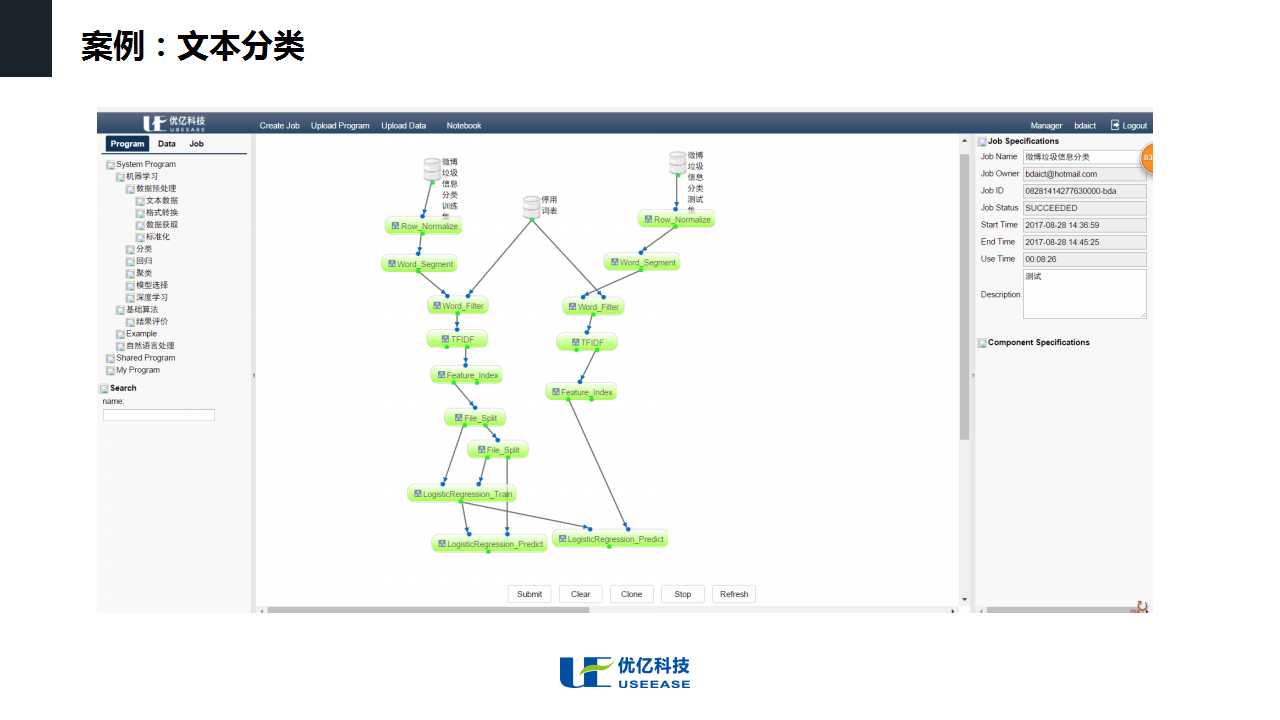 案例：文本分类
优亿科技
USEEASE
Create Job Upload Program Upload Data Notebook
Manager bdaict Logout
Program Data Job
System Program
机器学习
数据预处理
文本数据
格式转换
数据获取
标准化
分类
回归
聚类
模型选择
深度学习
基础算法
结果评价
Example
自然语言处理
Shared Program
My Program
Search
name:
微博
垃圾
信息
分类
训练
集
停用
词表
微博
垃圾
信息
分类
测试
集
Row_Normalize
Row_Normalize
Word_Segment
Word_Segment
Word_Filter
Word_Filter
TFIDF
TFIDF
Feature_Index
Feature_Index
File_Split
File_Split
LogisticRegression_Train
LogisticRegression_Predict
LogisticRegression_Predict
Submit Clear Clone Stop Refresh
Job Specifications
Job Name 微博垃圾信息分类
Job Owner bdaict@hotmail.com
Job ID 08281414277630000-bda
Job Status SUCCEEDED
Start Time 2017-08-28 14:36:59
End Time 2017-08-28 14:45:25
Use Time 00:08:26
Description 测试
Component Specifications
优亿科技
USEEASE